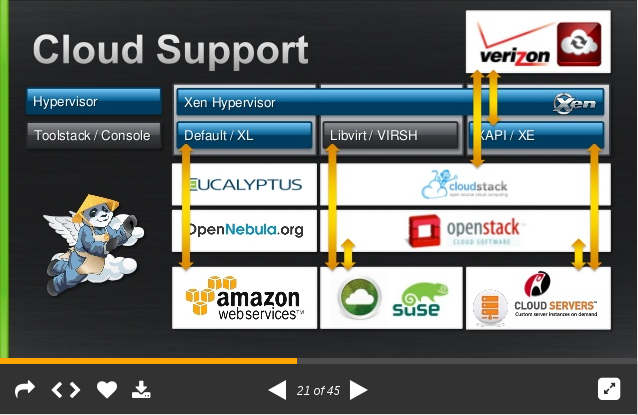 Cloud Support
verizon
Hypervisor
Xen Hypervisor
Xen
Toolstack / Console
Default / XL
Libvirt / VIRSH
XAPI / XE
EUCALYPTUS
cloudstack
open source cloud computing
OpenNebula.org
openstack
CLOUD SOFTWARE
amazon
webservices™
SUSE
CLOUD SERVERS™
Custom server instances on demand
21 of 45